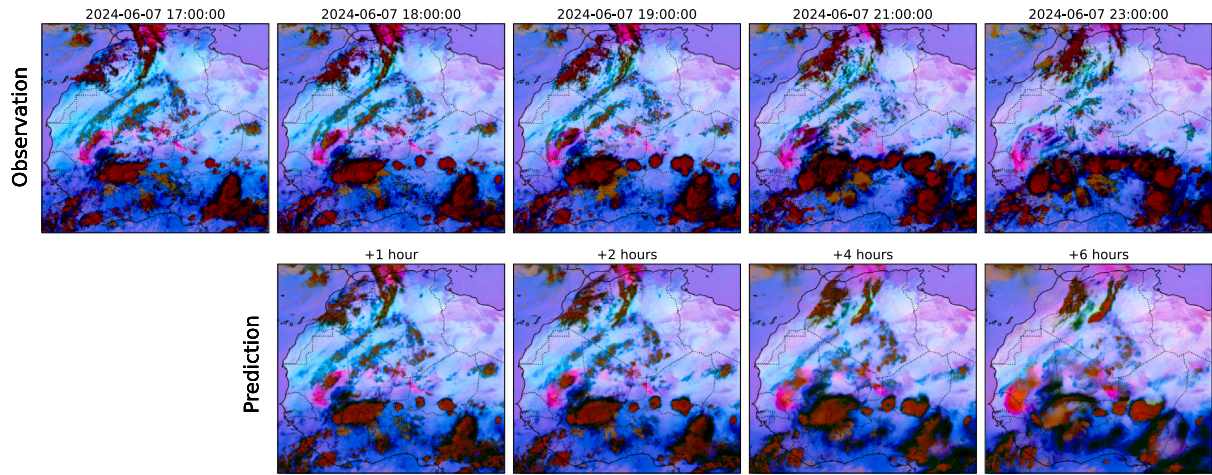 2024-06-07 17:00:00
2024-06-07 18:00:00
2024-06-07 19:00:00
2024-06-07 21:00:00
2024-06-07 23:00:00
Observation
+1 hour
+2 hours
+4 hours
+6 hours
Prediction